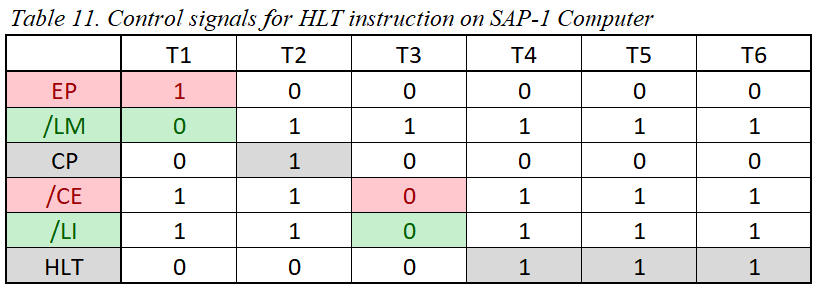 Table 11. Control signals for HLT instruction on SAP-1 Computer
T1 T2 T3 T4 T5 T6
EP 1 0 0 0 0 0
/LM 0 1 1 1 1 1
CP 0 1 0 0 0 0
/CE 1 1 0 1 1 1
/LI 1 1 0 1 1 1
HLT 0 0 0 1 1 1